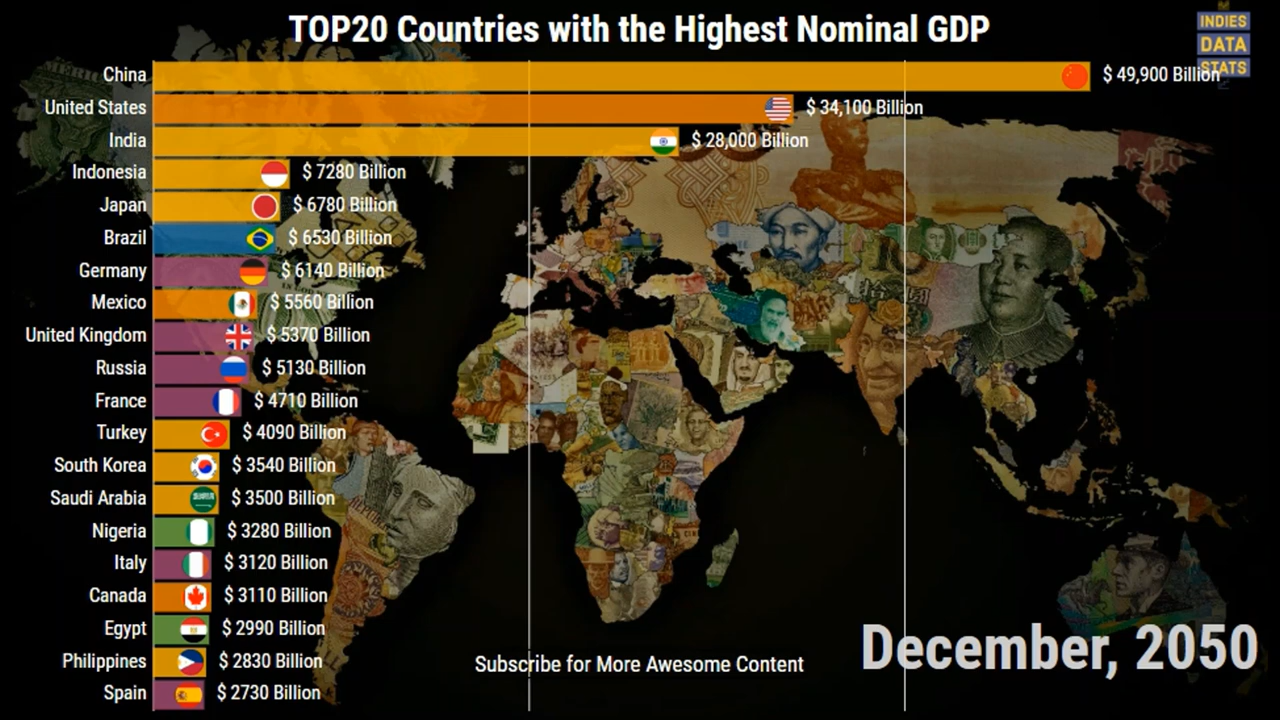 TOP20 Countries with the Highest Nominal GDP
INDIES
DATA
STATS
China $ 49,900 Billion
United States $ 34,100 Billion
India $ 28,000 Billion
Indonesia $ 7280 Billion
Japan $ 6780 Billion
Brazil $ 6530 Billion
Germany $ 6140 Billion
Mexico $ 5560 Billion
United Kingdom $ 5370 Billion
Russia $ 5130 Billion
France $ 4710 Billion
Turkey $ 4090 Billion
South Korea $ 3540 Billion
Saudi Arabia $ 3500 Billion
Nigeria $ 3280 Billion
Italy $ 3120 Billion
Canada $ 3110 Billion
Egypt $ 2990 Billion
Philippines $ 2830 Billion
Spain $ 2730 Billion
Subscribe for More Awesome Content
December, 2050